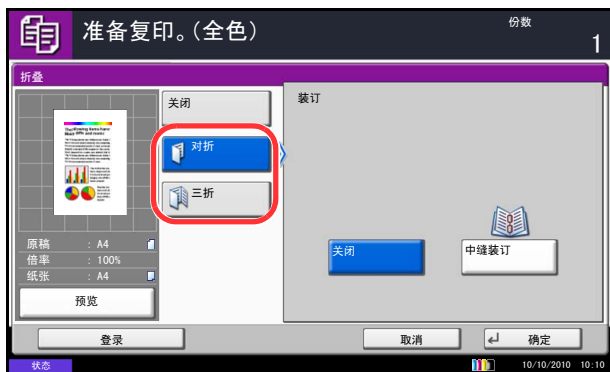 准备复印。(全色)
份数
1
折叠
关闭
对折
三折
装订
关闭
中缝装订
原稿 : A4
倍率 : 100%
纸张 : A4
预览
登录
取消
确定
状态
10/10/2010 10:10